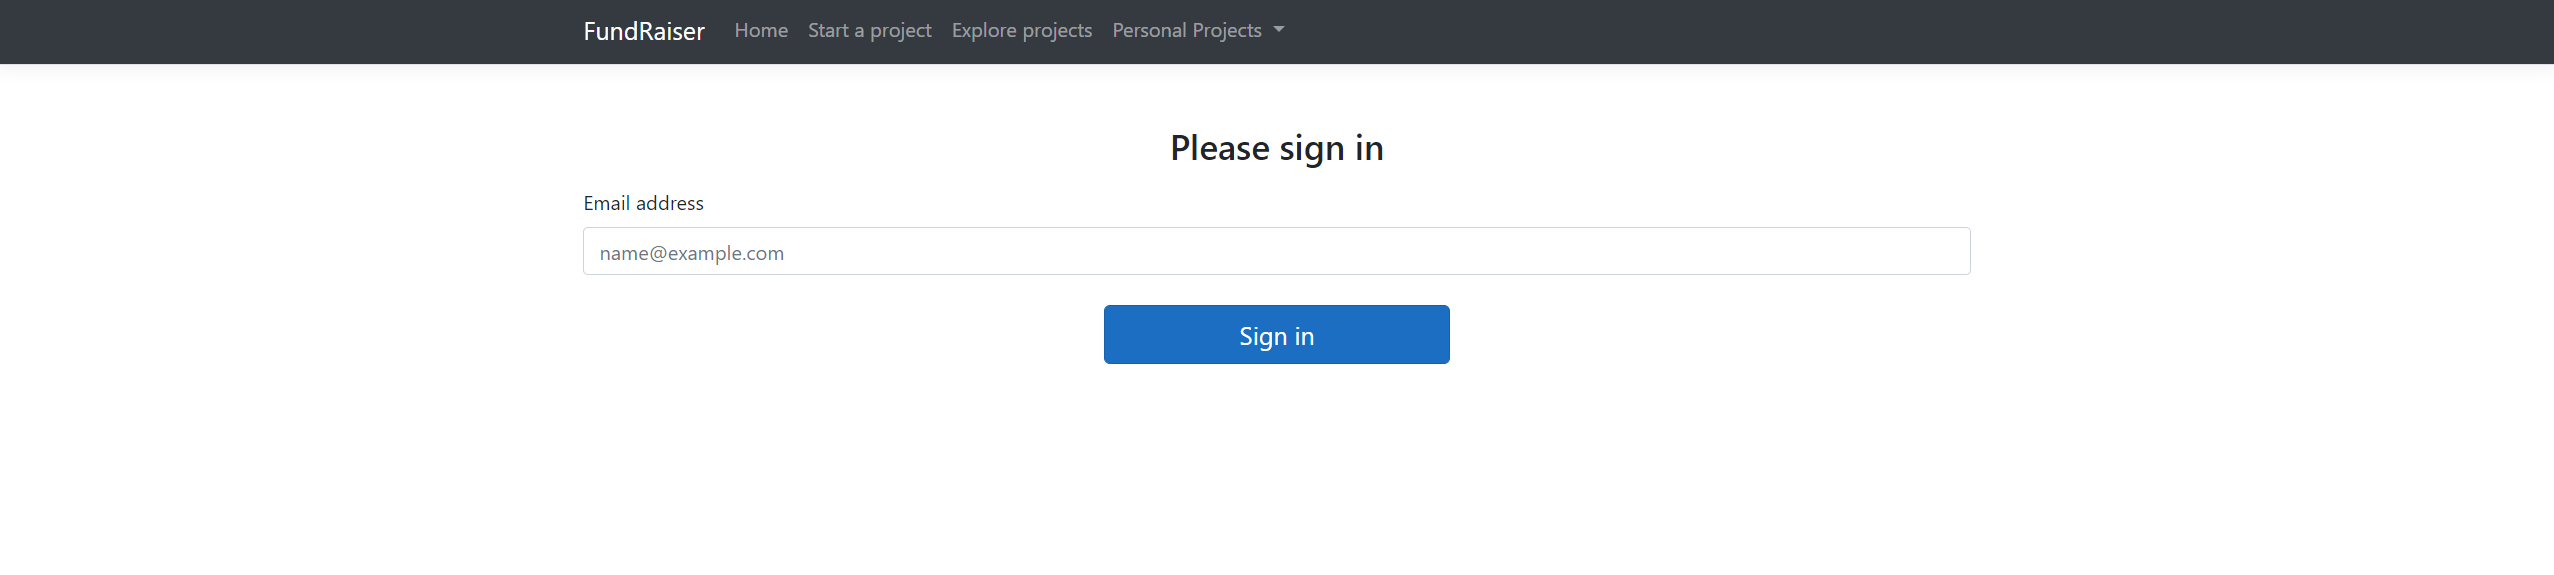 FundRaiser Home Start a project Explore projects Personal Projects
Please sign in
Email address
name@example.com
Sign in